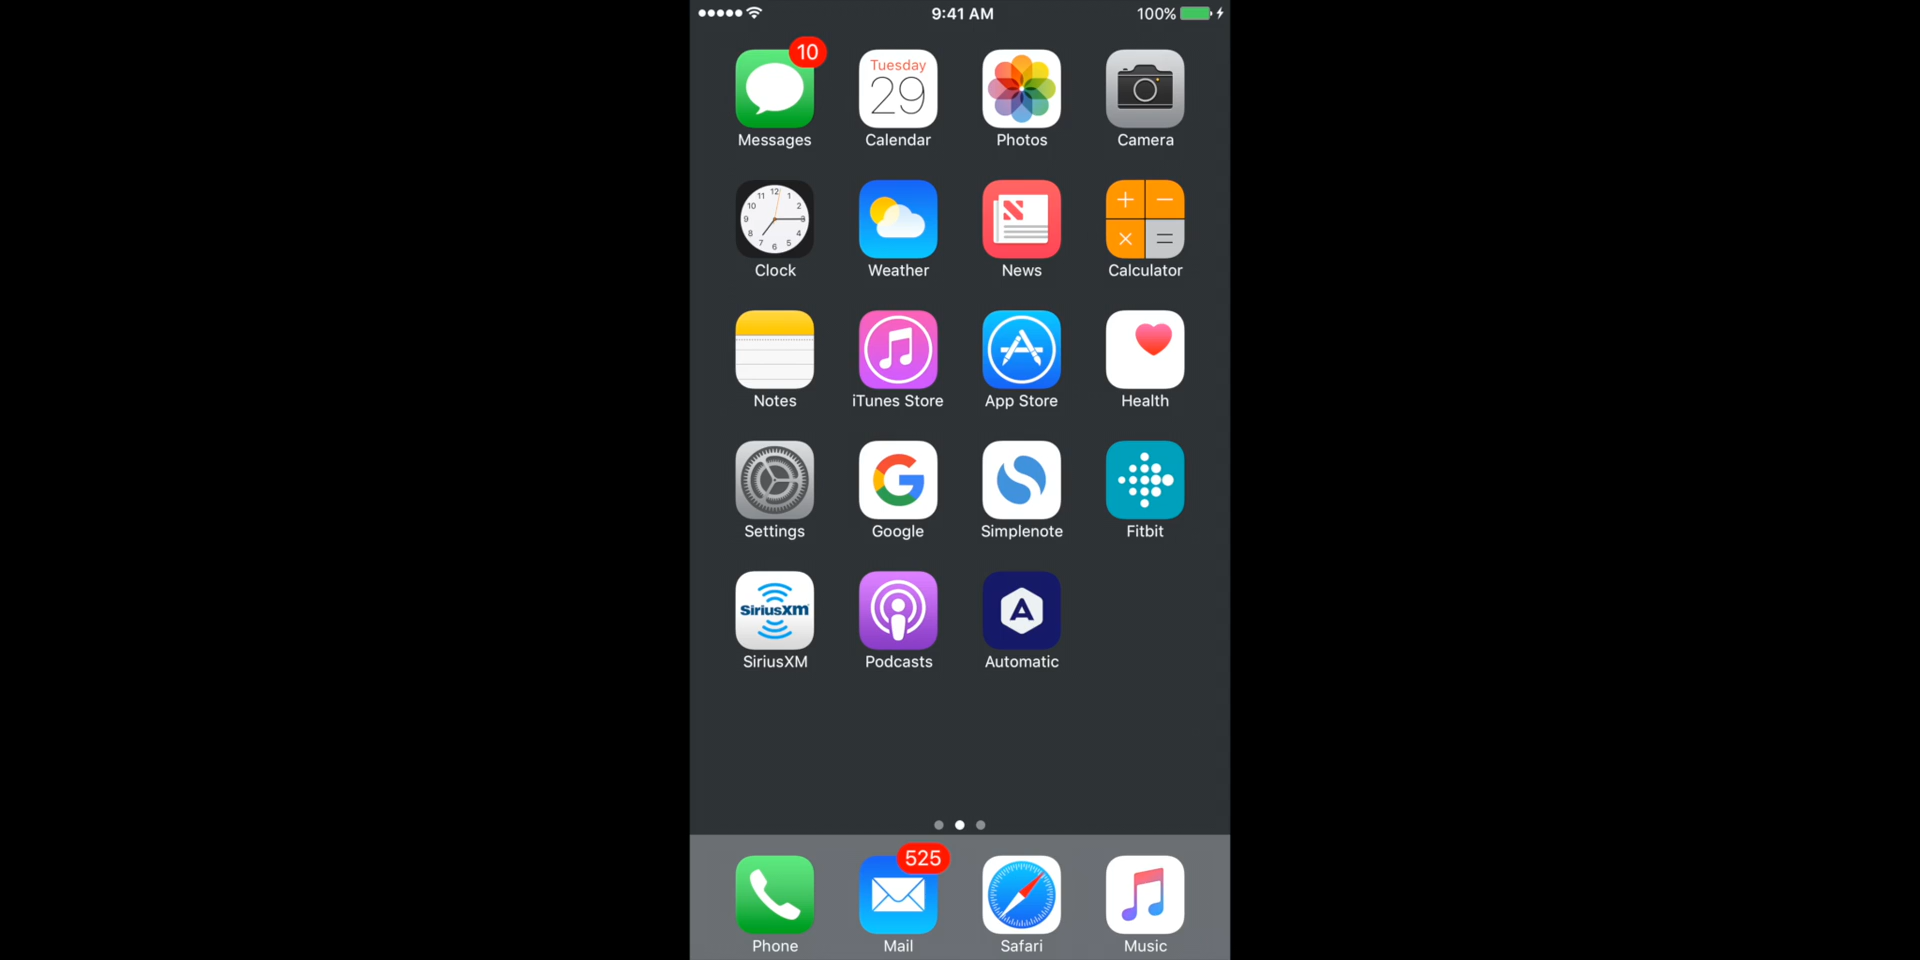 9:41 AM 100%
10
Tuesday
29
Messages Calendar Photos Camera
Clock Weather News Calculator
Notes iTunes Store App Store Health
Settings Google Simplenote Fitbit
SiriusXM
SiriusXM Podcasts Automatic
525
Phone Mail Safari Music